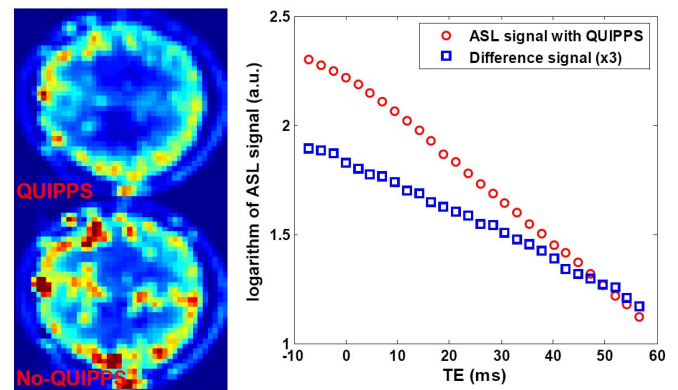 QUIPPS
No-QUIPPS
logarithm of ASL signal (a.u.)
2.5
2
1.5
1
ASL signal with QUIPPS
Difference signal (x3)
-10
0
10
20
30
40
50
60
TE (ms)